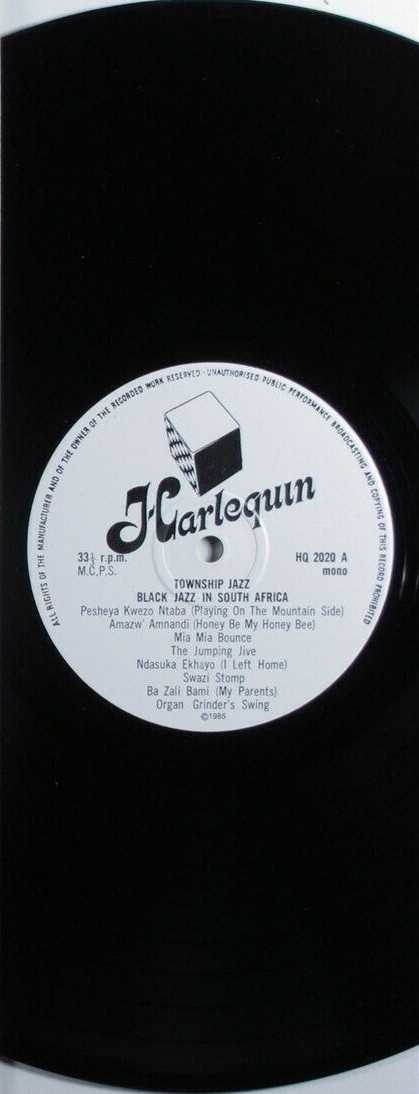 ALL RIGHTS OF THE MANUFACTURER AND OF THE OWNER OF THE RECORDED WORK RESERVED · UNAUTHORISED PUBLIC PERFORMANCE BROADCASTING AND COPYING OF THIS RECORD PROHIBITED
Harlequin
33⅓ r.p.m.
M.C.P.S.
HQ 2020 A
mono
TOWNSHIP JAZZ
BLACK JAZZ IN SOUTH AFRICA
Pesheya Kwezo Ntaba (Playing On The Mountain Side)
Amazw' Amnandi (Honey Be My Honey Bee)
Mia Mia Bounce
The Jumping Jive
Ndasuka Ekhayo (I Left Home)
Swazi Stomp
Ba Zali Bami (My Parents)
Organ Grinder's Swing
©1985